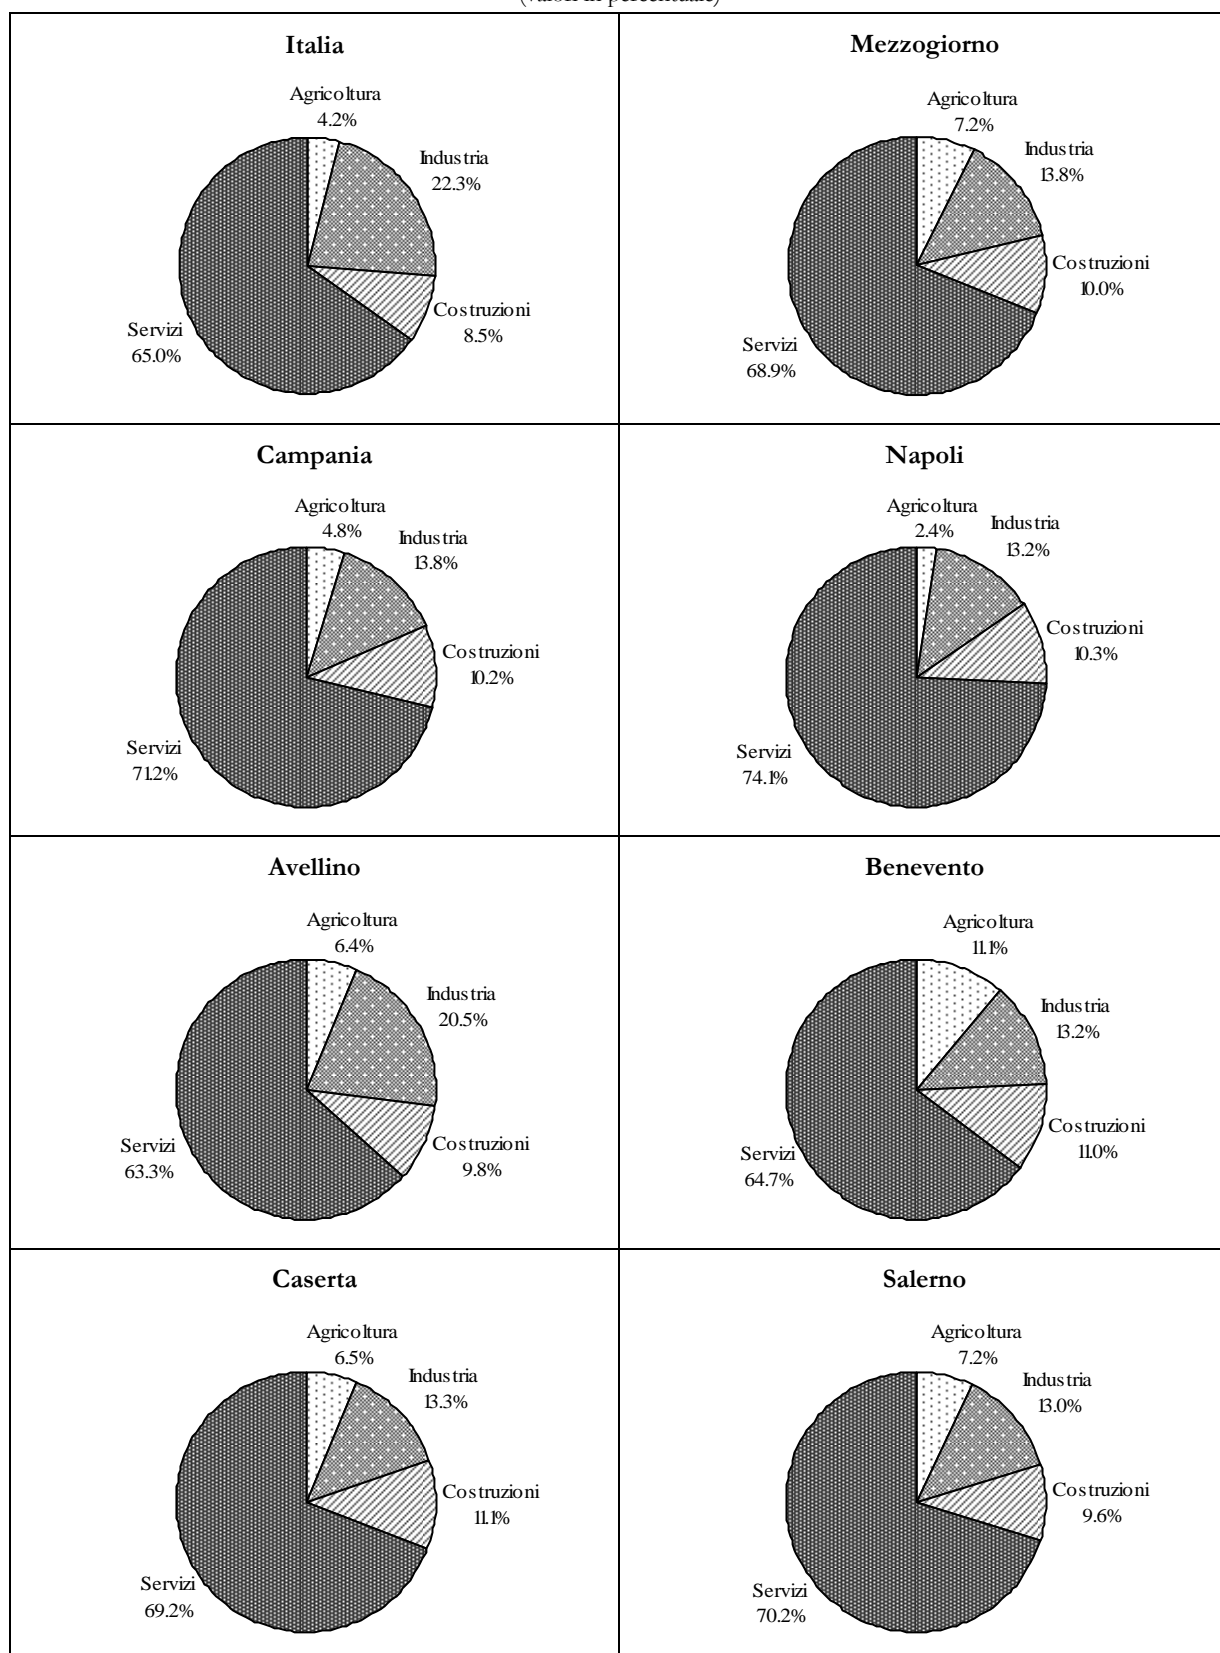 (valori in percentuale)
Italia
Agricoltura
4.2%
Industria
22.3%
Costruzioni
8.5%
Servizi
65.0%
Mezzogiorno
Agricoltura
7.2%
Industria
13.8%
Costruzioni
10.0%
Servizi
68.9%
Campania
Agricoltura
4.8%
Industria
13.8%
Costruzioni
10.2%
Servizi
71.2%
Napoli
Agricoltura
2.4%
Industria
13.2%
Costruzioni
10.3%
Servizi
74.1%
Avellino
Agricoltura
6.4%
Industria
20.5%
Costruzioni
9.8%
Servizi
63.3%
Benevento
Agricoltura
11.1%
Industria
13.2%
Costruzioni
11.0%
Servizi
64.7%
Caserta
Agricoltura
6.5%
Industria
13.3%
Costruzioni
11.1%
Servizi
69.2%
Salerno
Agricoltura
7.2%
Industria
13.0%
Costruzioni
9.6%
Servizi
70.2%